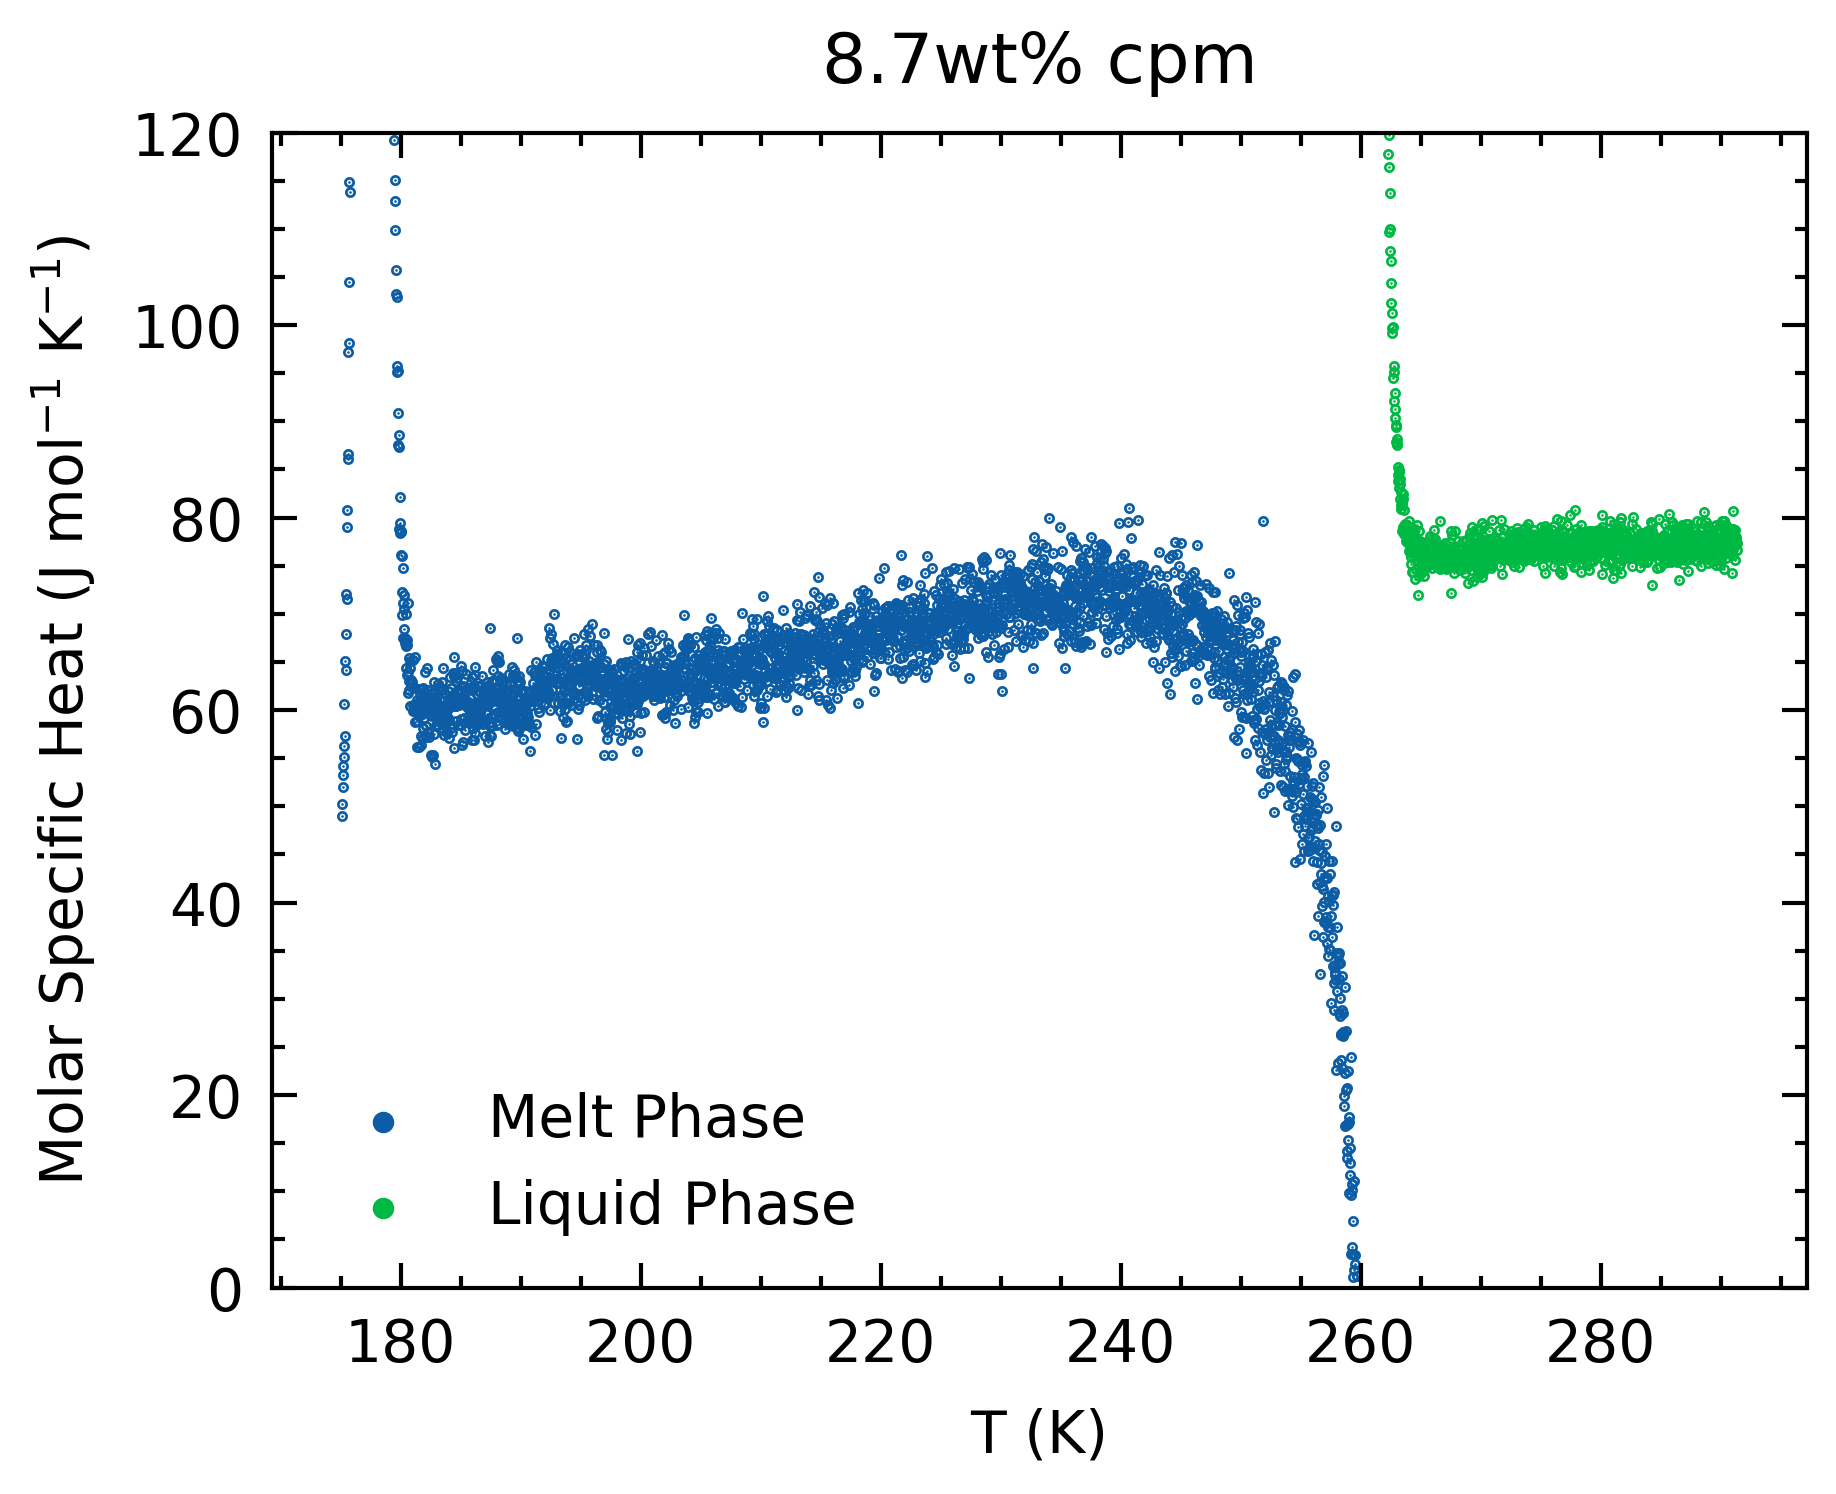 8.7wt% cpm
Molar Specific Heat (J mol⁻¹ K⁻¹)
120
100
80
60
40
20
0
Melt Phase
Liquid Phase
180 200 220 240 260 280
T (K)